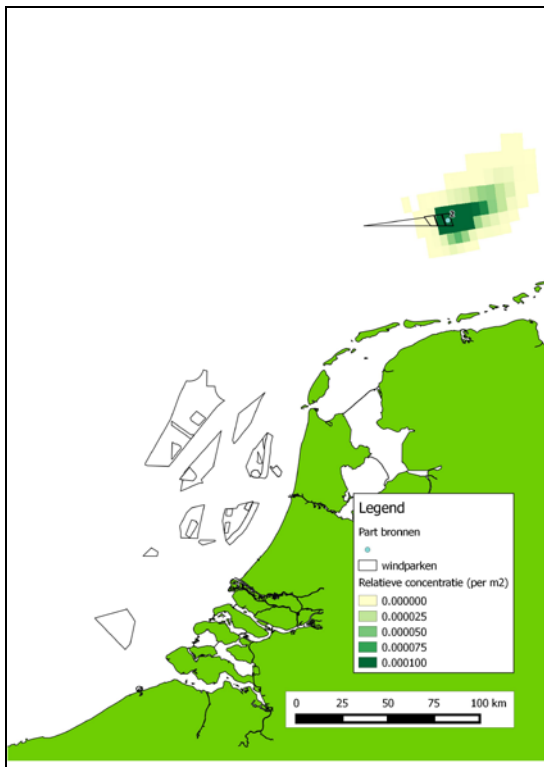 Legend
Part bronnen
windparken
Relatieve concentratie (per m2)
0.000000
0.000025
0.000050
0.000075
0.000100
0 25 50 75 100 km